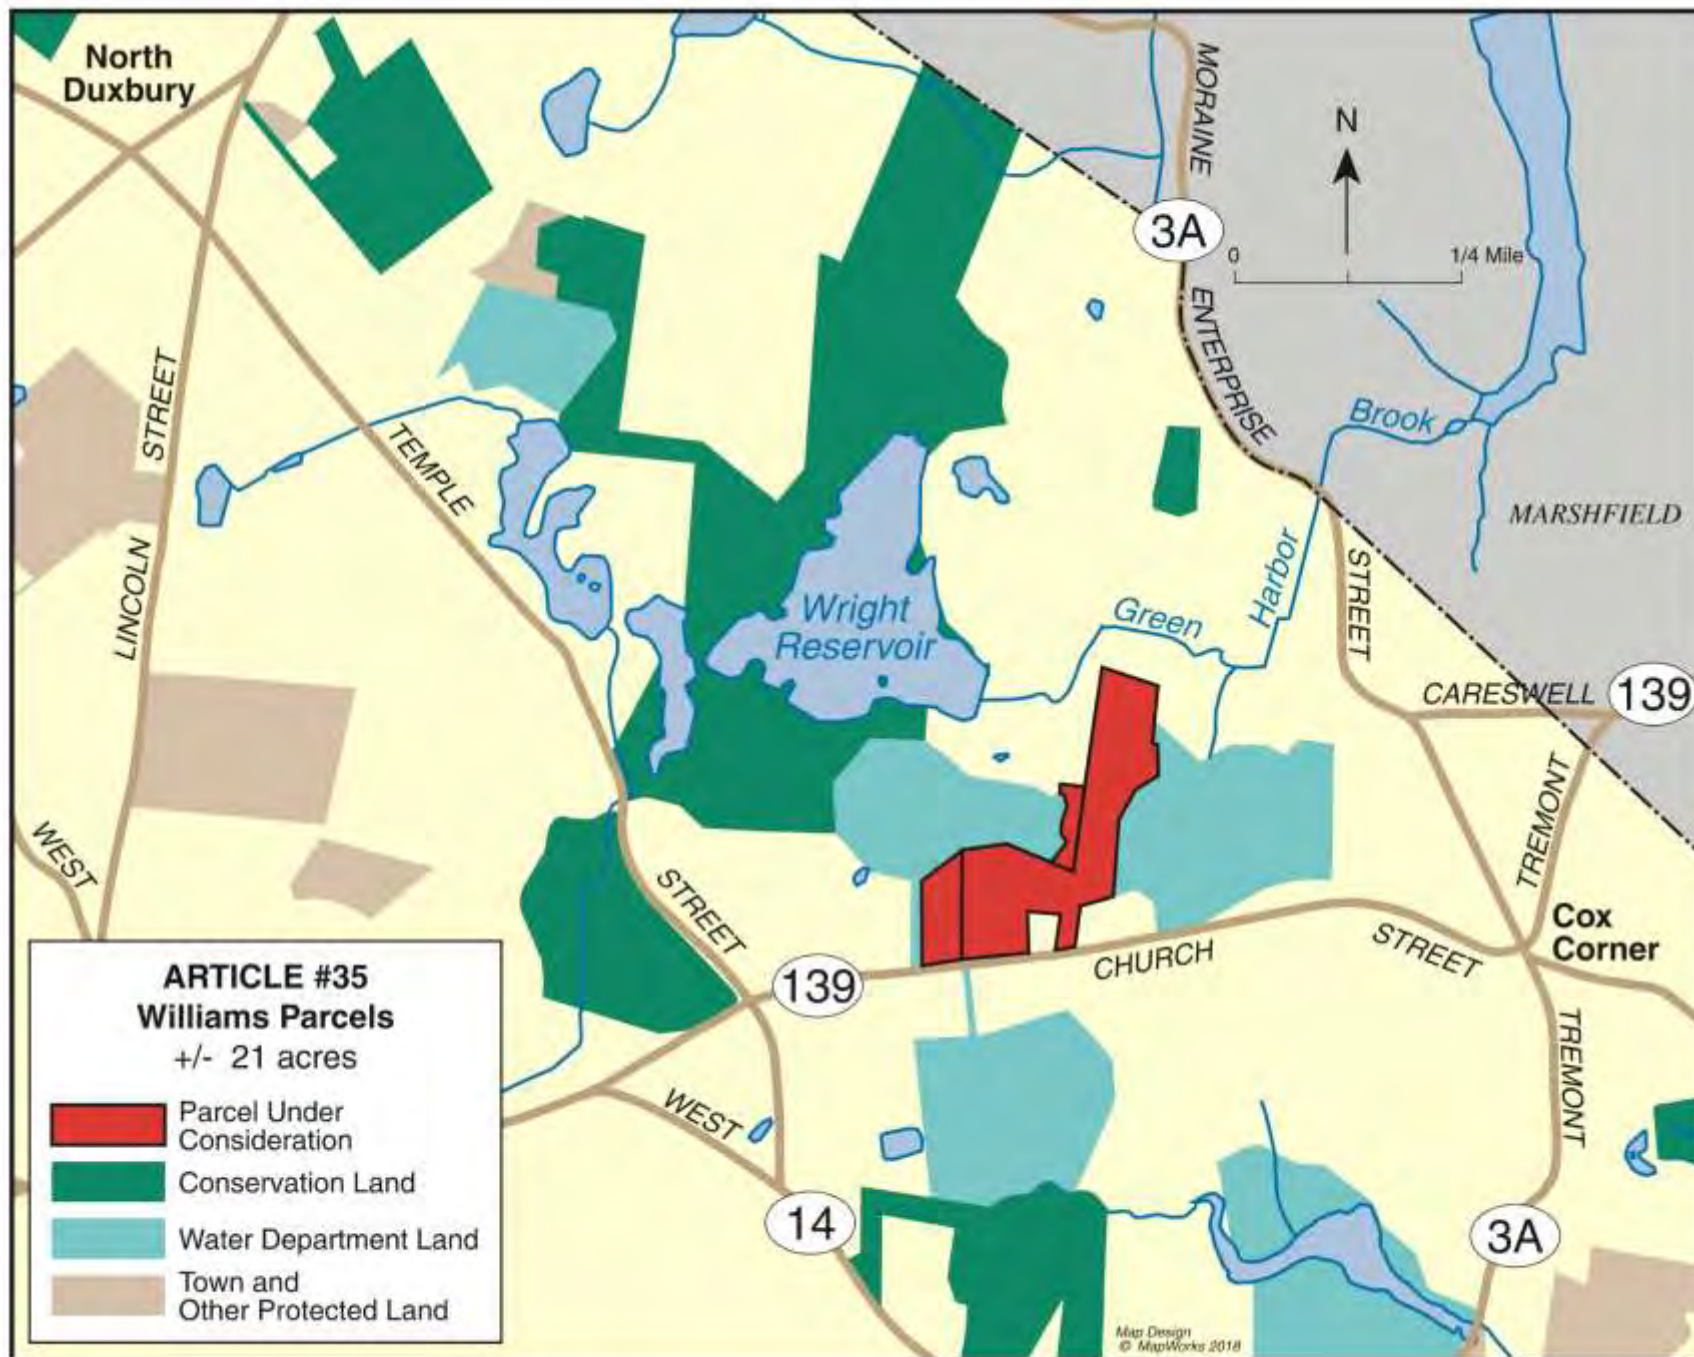 North
Duxbury
MORAINE
N
3A
0
1/4 Mile
ENTERPRISE
STREET
Brook
TEMPLE
MARSHFIELD
LINCOLN
Harbor
STREET
Wright
Reservoir
Green
CARESWELL
139
TREMONT
WEST
STREET
Cox
Corner
CHURCH
STREET
139
TREMONT
WEST
14
3A
ARTICLE #35
Williams Parcels
+/- 21 acres
Parcel Under
Consideration
Conservation Land
Water Department Land
Town and
Other Protected Land
Map Design
© MapWorks 2018